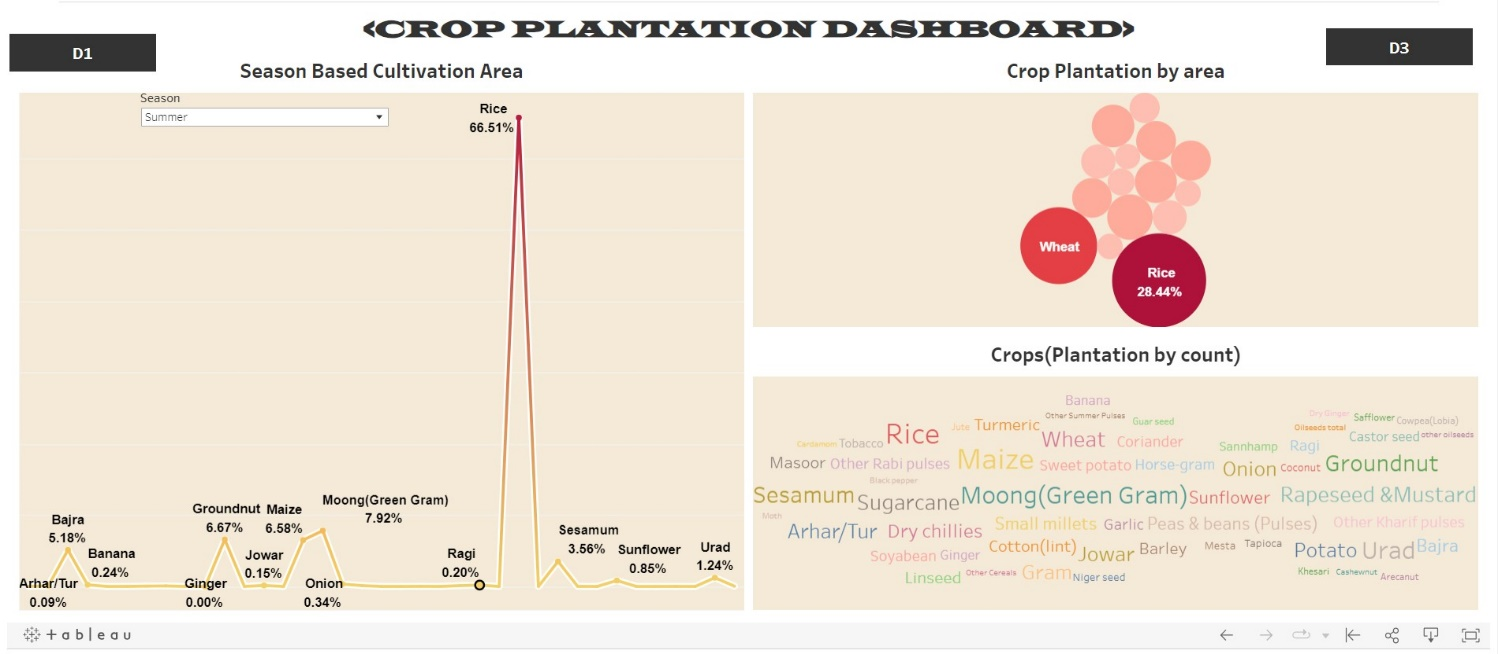 <CROP PLANTATION DASHBOARD>
D1
D3
Season Based Cultivation Area
Season
Summer
Rice
66.51%
Moong(Green Gram)
7.92%
Groundnut
6.67%
Maize
6.58%
Bajra
5.18%
Banana
0.24%
Jowar
0.15%
Arhar/Tur
0.09%
Ginger
0.00%
Onion
0.34%
Ragi
0.20%
Sesamum
3.56%
Sunflower
0.85%
Urad
1.24%
Crop Plantation by area
Wheat
Rice
28.44%
Crops(Plantation by count)
Banana
Other Summer Pulses
Dry Ginger
Safflower Cowpea(Lobia)
Rice
Jute Turmeric
Guar seed
Oilseeds total
Cardamom Tobacco
Wheat Coriander
Sannhamp Ragi
Castor seed other oilseeds
Masoor Other Rabi pulses Maize Sweet potato Horse-gram Onion Coconut Groundnut
Black pepper
Sesamum Sugarcane Moong(Green Gram) Sunflower Rapeseed &Mustard
Moth
Arhar/Tur Dry chillies Small millets Garlic Peas & beans (Pulses) Other Kharif pulses
Soyabean Ginger Cotton(lint) Jowar Barley Mesta Tapioca Potato Urad Bajra
Linseed Other Cereals Gram Niger seed Khesari Cashewnut Arecanut
+ableau